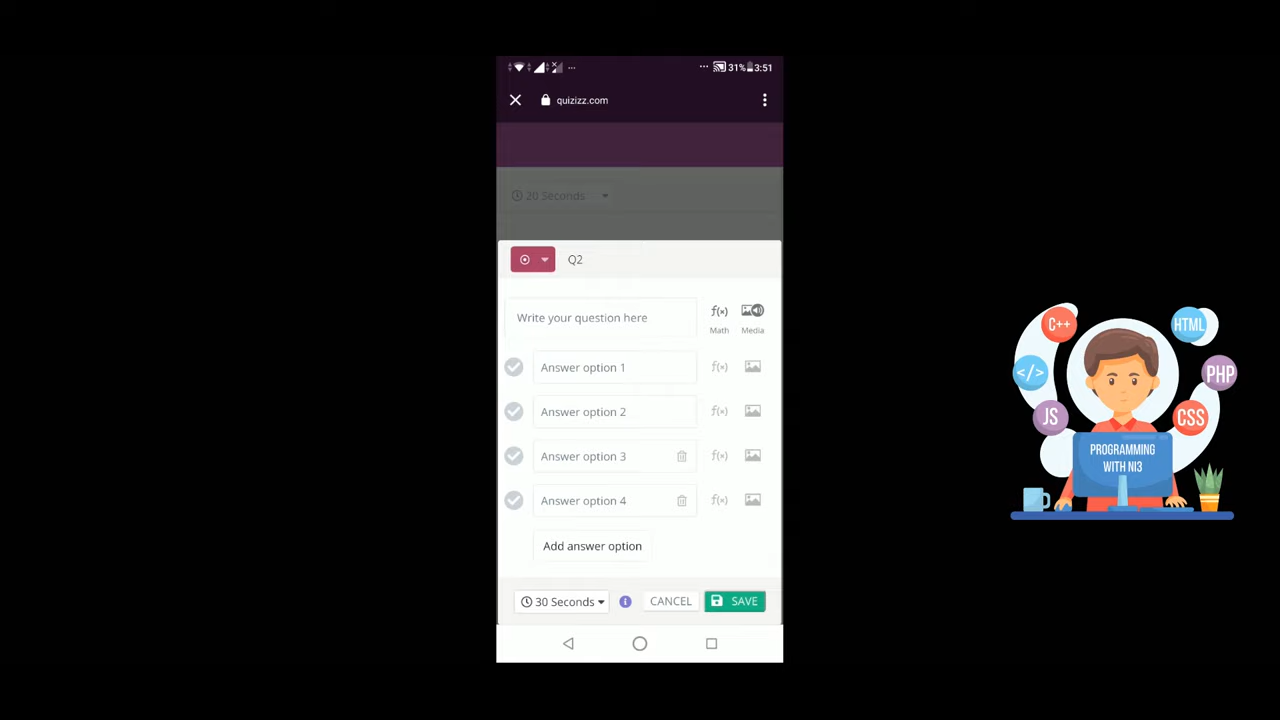 31% 3:51
quizizz.com
20 Seconds
Q2
Write your question here
f(x)
Math
Media
Answer option 1
f(x)
Answer option 2
f(x)
Answer option 3
f(x)
Answer option 4
f(x)
Add answer option
30 Seconds
i
CANCEL
SAVE
C++
HTML
</>
PHP
JS
CSS
PROGRAMMING
WITH NI3